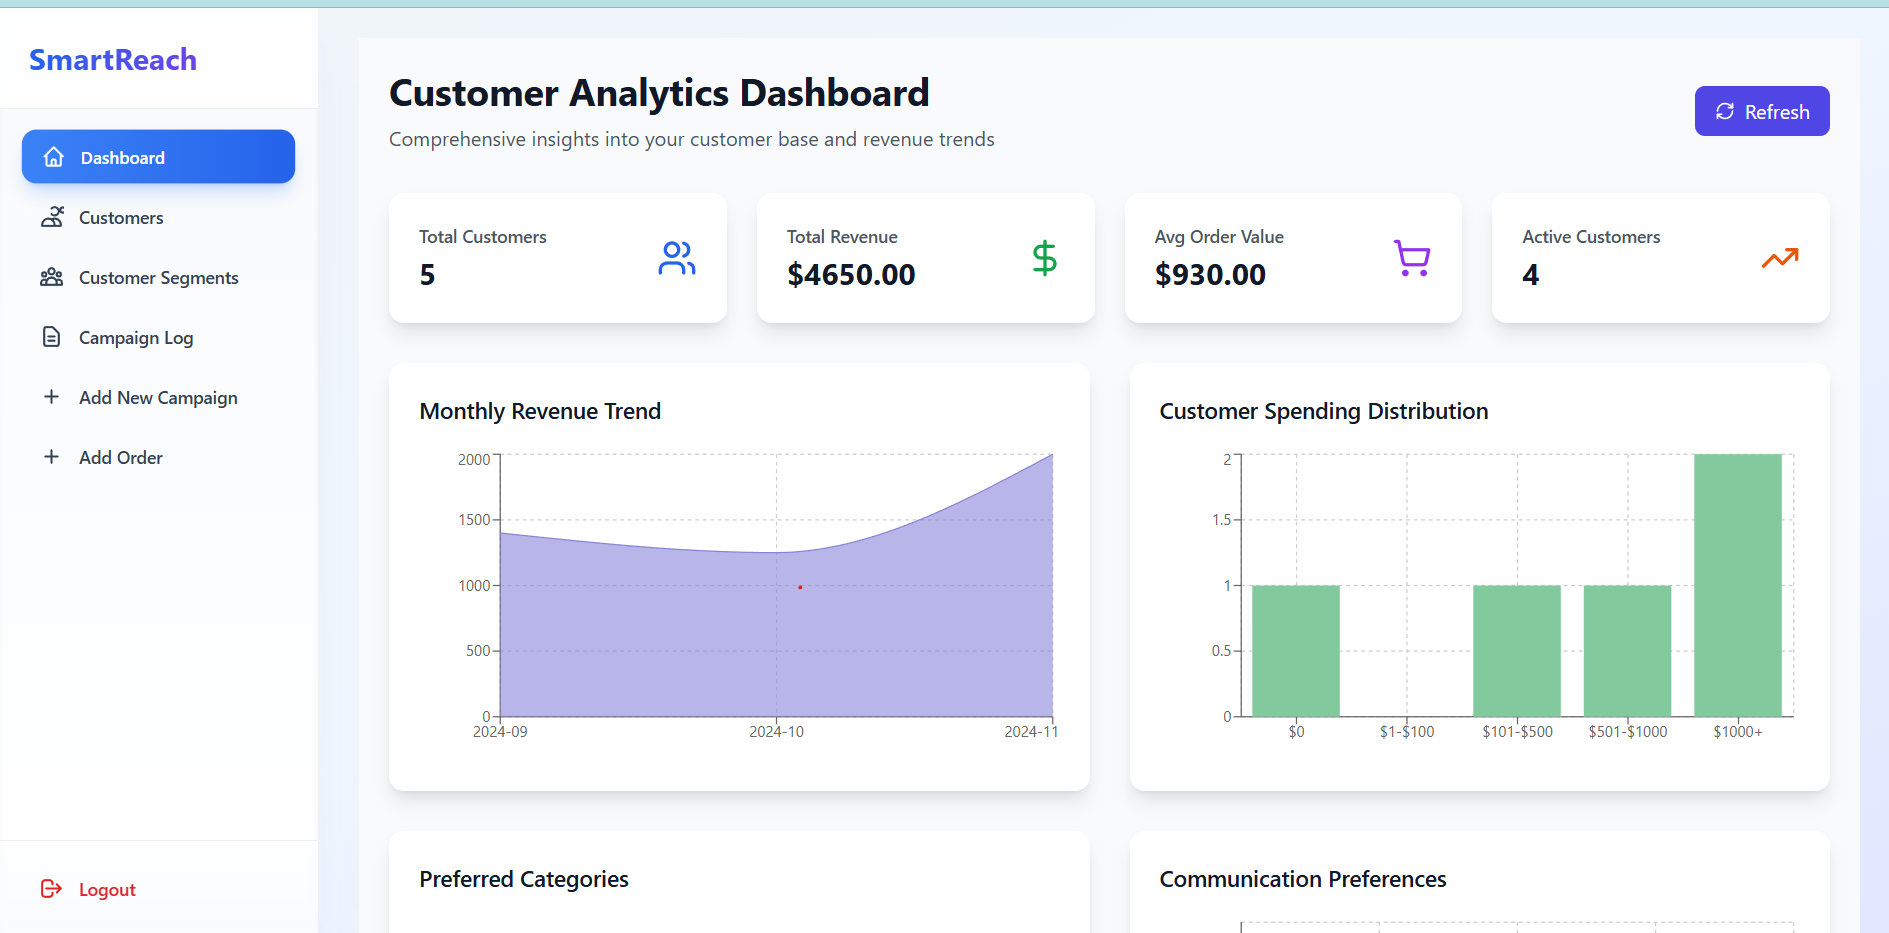 SmartReach
Dashboard
Customers
Customer Segments
Campaign Log
Add New Campaign
Add Order
Logout
Customer Analytics Dashboard
Comprehensive insights into your customer base and revenue trends
Refresh
Total Customers
5
Total Revenue
$4650.00
Avg Order Value
$930.00
Active Customers
4
Monthly Revenue Trend
2000
1500
1000
500
0
2024-09 2024-10 2024-11
Customer Spending Distribution
2
1.5
1
0.5
0
$0 $1-$100 $101-$500 $501-$1000 $1000+
Preferred Categories
Communication Preferences